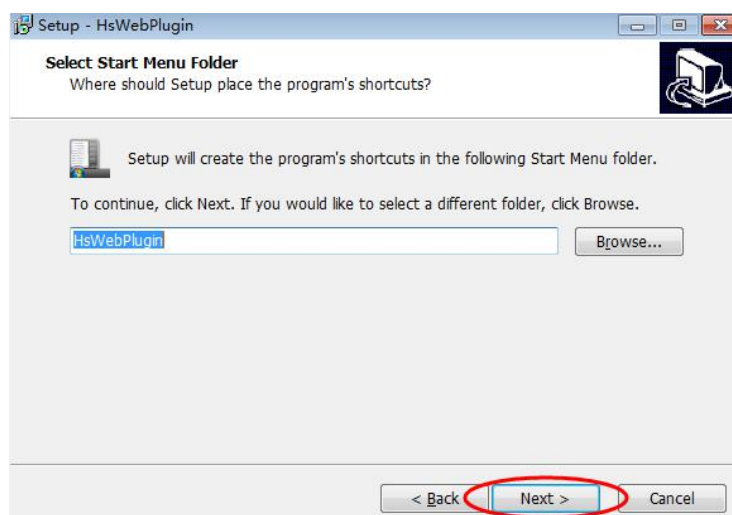 Setup - HsWebPlugin
Select Start Menu Folder
Where should Setup place the program's shortcuts?
Setup will create the program's shortcuts in the following Start Menu folder.
To continue, click Next. If you would like to select a different folder, click Browse.
HsWebPlugin
Browse...
< Back
Next >
Cancel